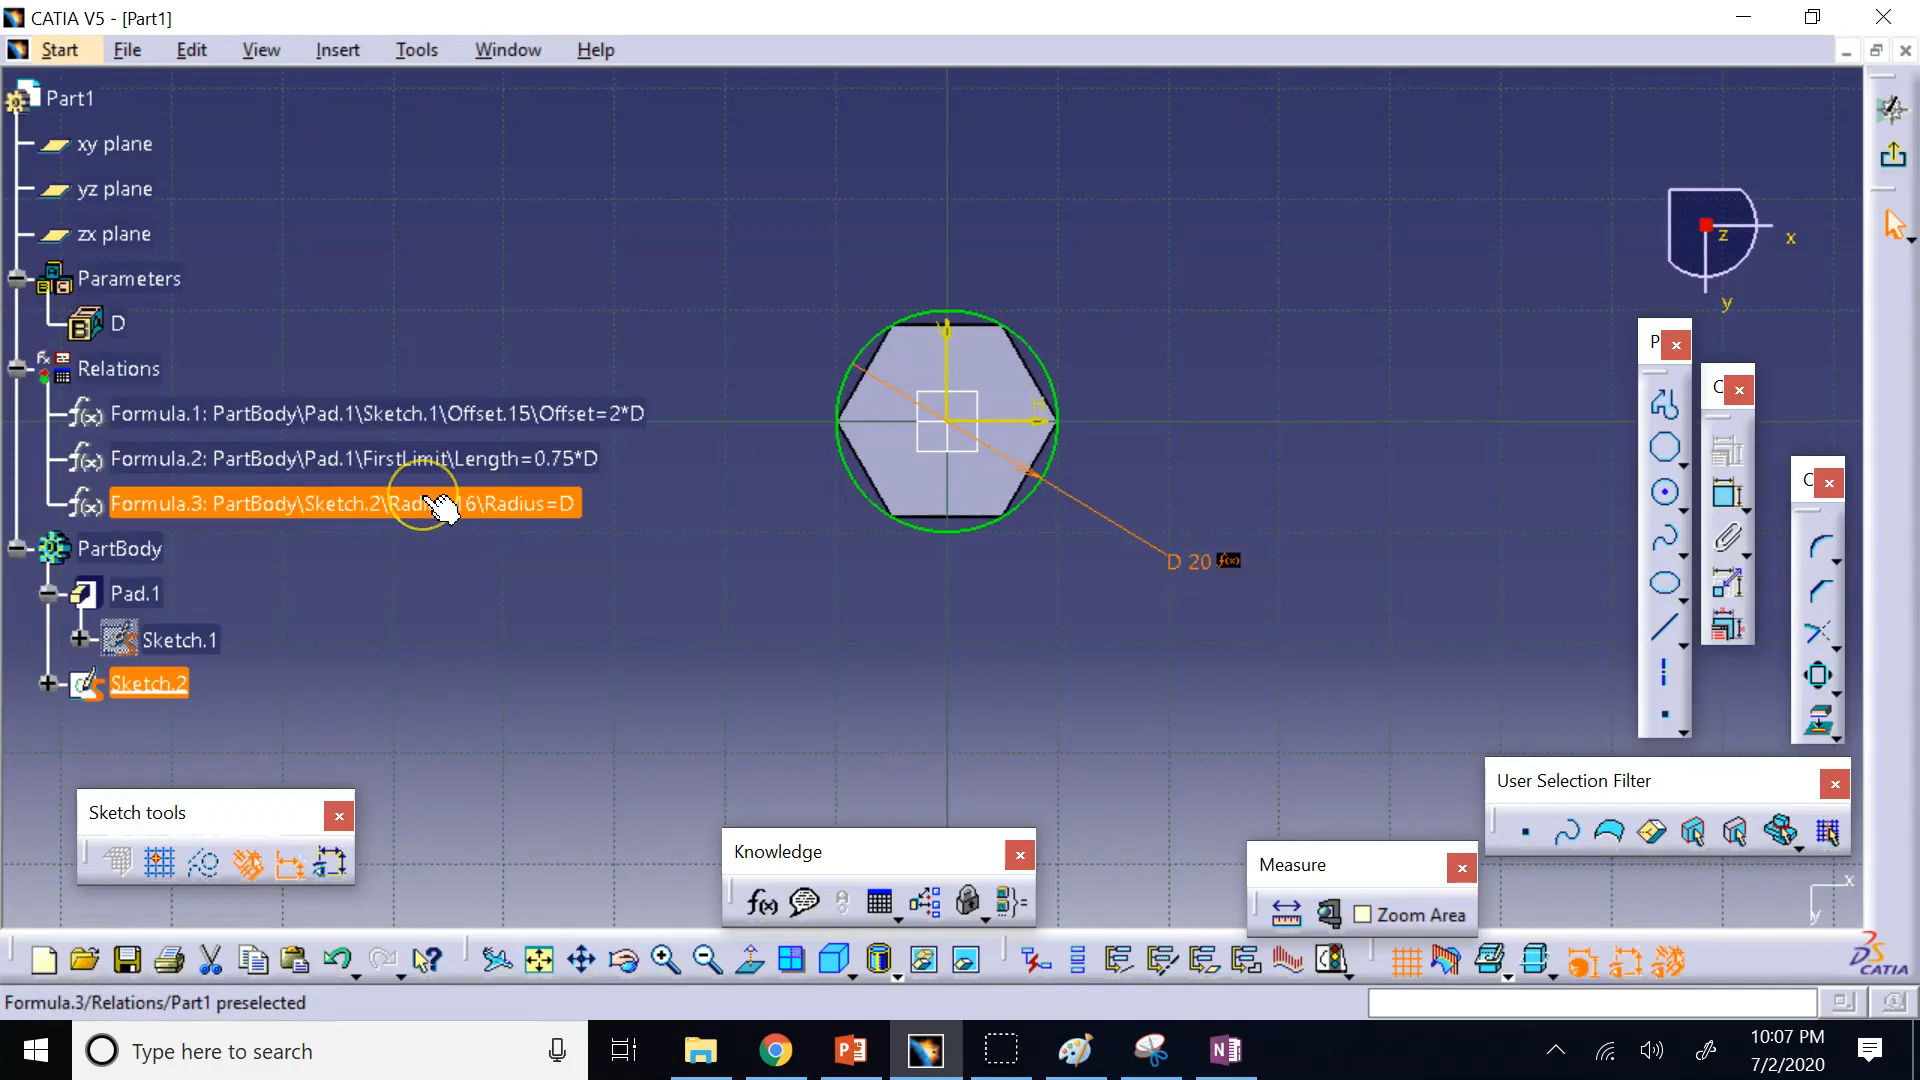 CATIA V5 - [Part1]
Start File Edit View Insert Tools Window Help
Part1
xy plane
yz plane
zx plane
Parameters
D
Relations
Formula.1: PartBody\Pad.1\Sketch.1\Offset.15\Offset=2*D
Formula.2: PartBody\Pad.1\FirstLimit\Length=0.75*D
Formula.3: PartBody\Sketch.2\Radi 6\Radius=D
PartBody
Pad.1
Sketch.1
Sketch.2
V
H
D 20 f(x)
z
x
y
P
C
C
User Selection Filter
Sketch tools
Knowledge
f(x)
Measure
Zoom Area
x
y
CATIA
Formula.3/Relations/Part1 preselected
Type here to search
10:07 PM
7/2/2020